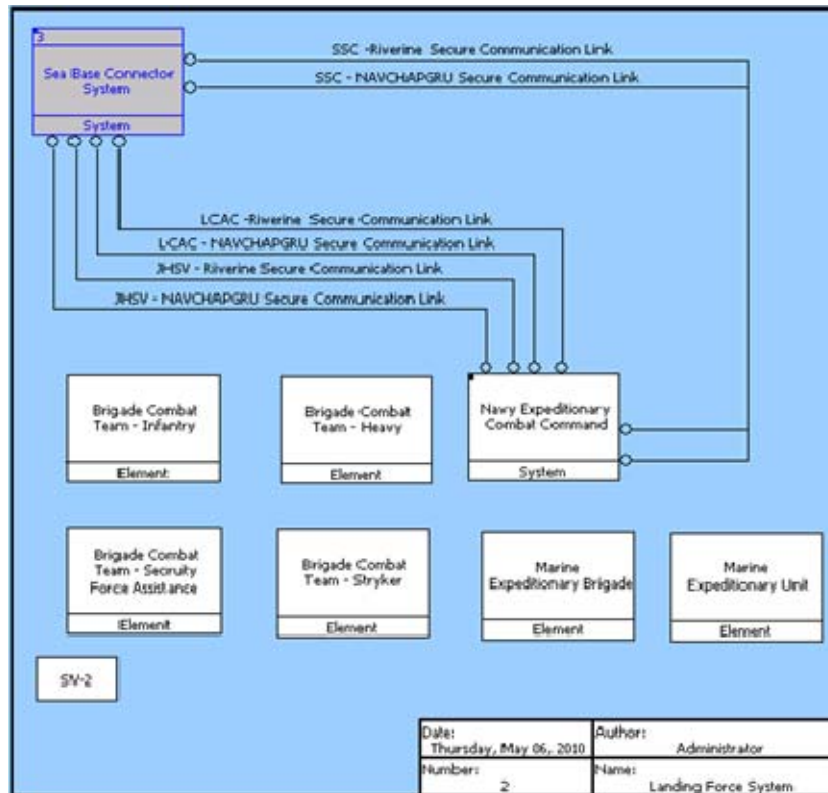 3
Sea Base Connector
System
System
SSC -Riverine Secure Communication Link
SSC - NAVCHAPGRU Secure Communication Link
LCAC -Riverine Secure Communication Link
LCAC - NAVCHAPGRU Secure Communication Link
JHSV - Riverine Secure Communication Link
JHSV - NAVCHAPGRU Secure Communication Link
Brigade Combat
Team - Infantry
Element
Brigade Combat
Team - Heavy
Element
Navy Expeditionary
Combat Command
System
Brigade Combat
Team - Secruity
Force Assistance
Element
Brigade Combat
Team - Stryker
Element
Marine
Expeditionary Brigade
Element
Marine
Expeditionary Unit
Element
SV-2
Date:
Thursday, May 06, 2010
Author:
Administrator
Number:
2
Name:
Landing Force System